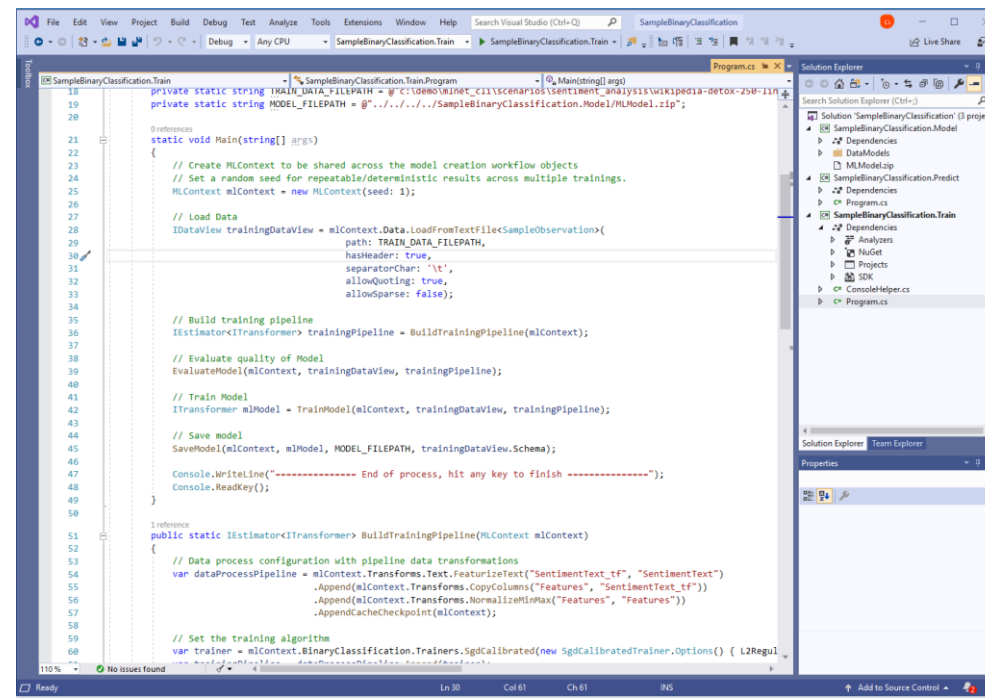 File Edit View Project Build Debug Test Analyze Tools Extensions Window Help Search Visual Studio (Ctrl+Q) SampleBinaryClassification
Debug Any CPU SampleBinaryClassification.Train SampleBinaryClassification.Train Live Share
Toolbox
Program.cs
SampleBinaryClassification.Train SampleBinaryClassification.Train.Program Main(string[] args)
18 private static string TRAIN_DATA_FILEPATH = @"c:\demo\mlnet_cli\scenarios\sentiment_analysis\wikipedia-detox-250-lin
19 private static string MODEL_FILEPATH = @"../../../../SampleBinaryClassification.Model/MLModel.zip";
20
0 references
21 static void Main(string[] args)
22 {
23 // Create MLContext to be shared across the model creation workflow objects
24 // Set a random seed for repeatable/deterministic results across multiple trainings.
25 MLContext mlContext = new MLContext(seed: 1);
26
27 // Load Data
28 IDataView trainingDataView = mlContext.Data.LoadFromTextFile<SampleObservation>(
29 path: TRAIN_DATA_FILEPATH,
30 hasHeader: true,
31 separatorChar: '\t',
32 allowQuoting: true,
33 allowSparse: false);
34
35 // Build training pipeline
36 IEstimator<ITransformer> trainingPipeline = BuildTrainingPipeline(mlContext);
37
38 // Evaluate quality of Model
39 EvaluateModel(mlContext, trainingDataView, trainingPipeline);
40
41 // Train Model
42 ITransformer mlModel = TrainModel(mlContext, trainingDataView, trainingPipeline);
43
44 // Save model
45 SaveModel(mlContext, mlModel, MODEL_FILEPATH, trainingDataView.Schema);
46
47 Console.WriteLine("=============== End of process, hit any key to finish ===============");
48 Console.ReadKey();
49 }
50
1 reference
51 public static IEstimator<ITransformer> BuildTrainingPipeline(MLContext mlContext)
52 {
53 // Data process configuration with pipeline data transformations
54 var dataProcessPipeline = mlContext.Transforms.Text.FeaturizeText("SentimentText_tf", "SentimentText")
55 .Append(mlContext.Transforms.CopyColumns("Features", "SentimentText_tf"))
56 .Append(mlContext.Transforms.NormalizeMinMax("Features", "Features"))
57 .AppendCacheCheckpoint(mlContext);
58
59 // Set the training algorithm
60 var trainer = mlContext.BinaryClassification.Trainers.SgdCalibrated(new SgdCalibratedTrainer.Options() { L2Regul
110 % No issues found
Solution Explorer
Search Solution Explorer (Ctrl+;)
Solution 'SampleBinaryClassification' (3 proje
SampleBinaryClassification.Model
Dependencies
DataModels
MLModel.zip
SampleBinaryClassification.Predict
Dependencies
Program.cs
SampleBinaryClassification.Train
Dependencies
Analyzers
NuGet
Projects
SDK
ConsoleHelper.cs
Program.cs
Solution Explorer Team Explorer
Properties
Ready Ln 30 Col 61 Ch 61 INS Add to Source Control 2